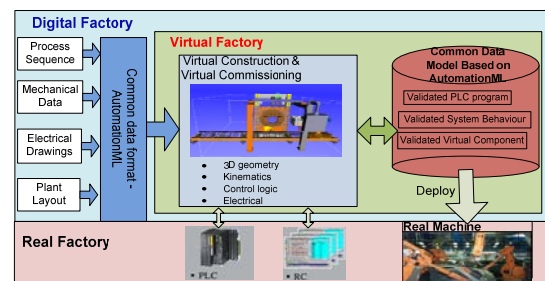 Digital Factory
Process
Sequence
Mechanical
Data
Electrical
Drawings
Plant
Layout
Common data format -
AutomationML
Virtual Factory
Virtual Construction &
Virtual Commissioning
• 3D geometry
• Kinematics
• Control logic
• Electrical
Common Data
Model Based on
AutomationML
Validated PLC program
Validated System Behaviour
Validated Virtual Component
Deploy
Real Factory
• PLC
• RC
Real Machine